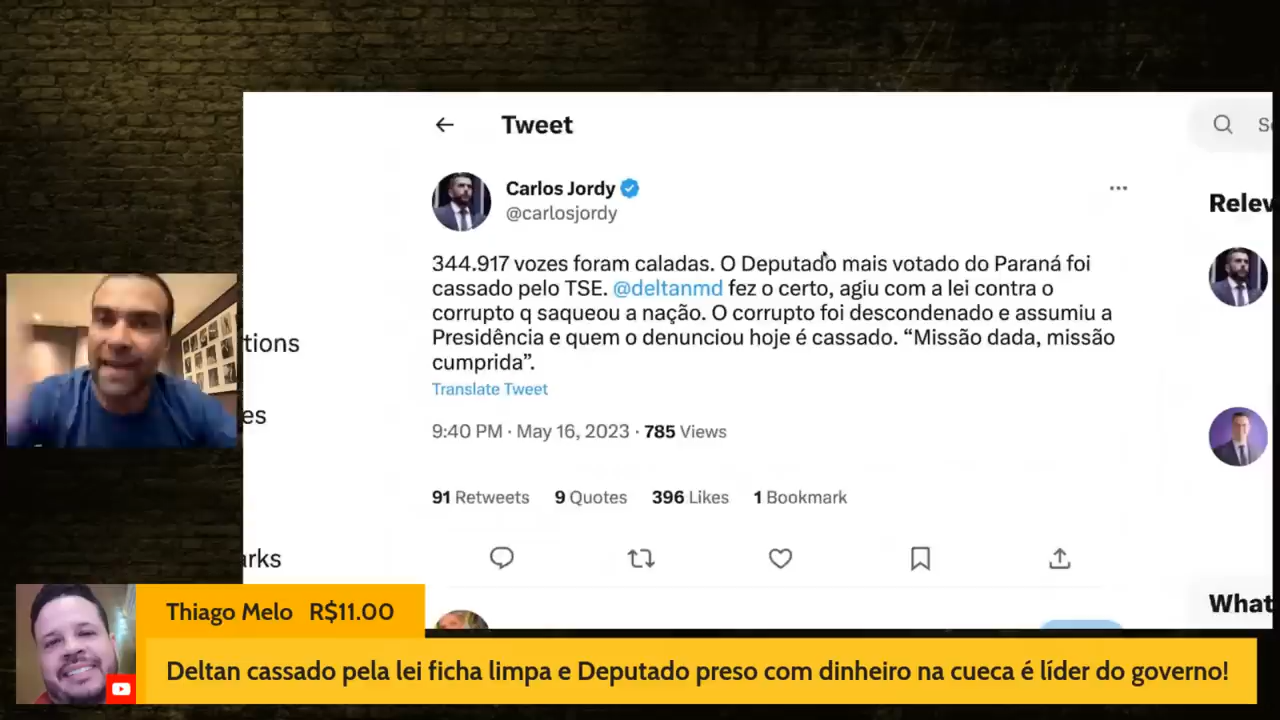 Tweet
Se
Carlos Jordy
@carlosjordy
Relev
344.917 vozes foram caladas. O Deputado mais votado do Paraná foi
cassado pelo TSE. @deltanmd fez o certo, agiu com a lei contra o
corrupto q saqueou a nação. O corrupto foi descondenado e assumiu a
Presidência e quem o denunciou hoje é cassado. “Missão dada, missão
cumprida”.
Translate Tweet
tions
es
9:40 PM · May 16, 2023 · 785 Views
91 Retweets 9 Quotes 396 Likes 1 Bookmark
arks
What
Thiago Melo R$11.00
Deltan cassado pela lei ficha limpa e Deputado preso com dinheiro na cueca é líder do governo!